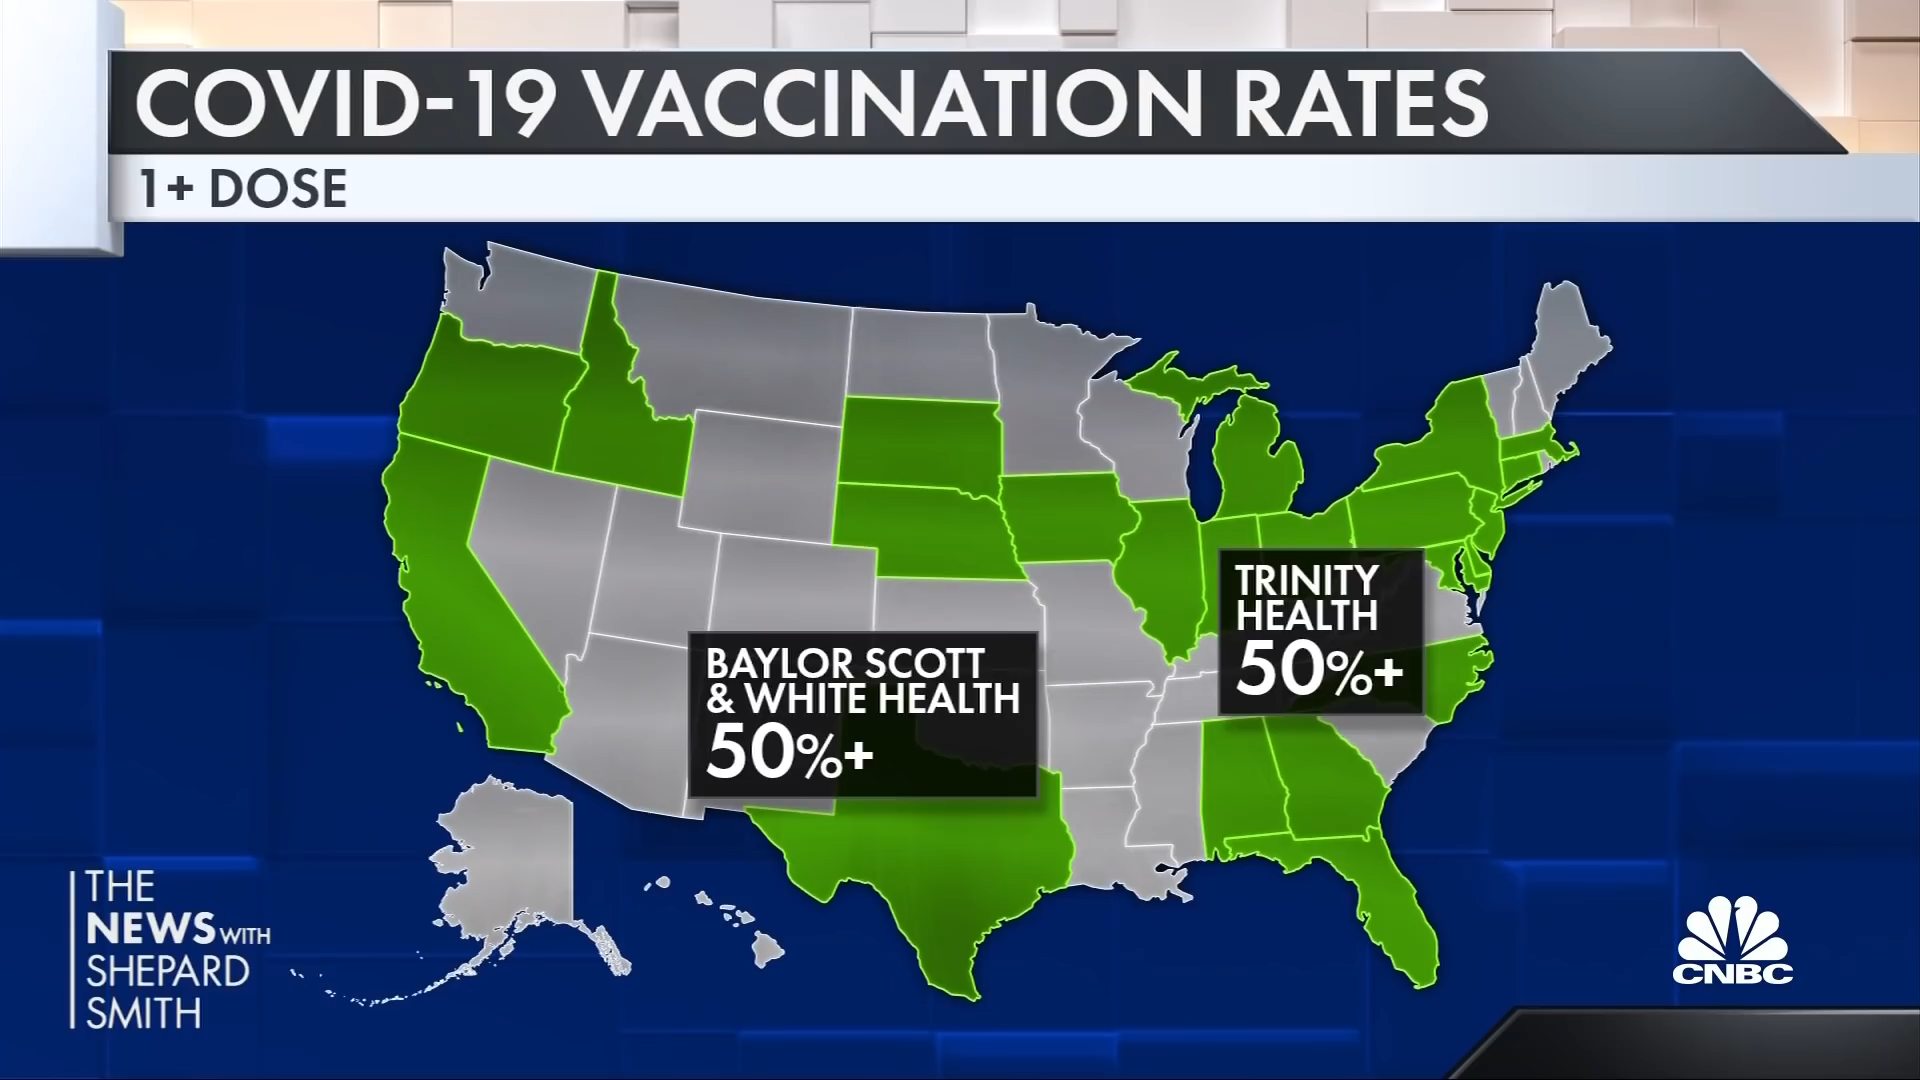 COVID-19 VACCINATION RATES
1+ DOSE
TRINITY
HEALTH
50%+
BAYLOR SCOTT
& WHITE HEALTH
50%+
THE
NEWS WITH
SHEPARD
SMITH
CNBC